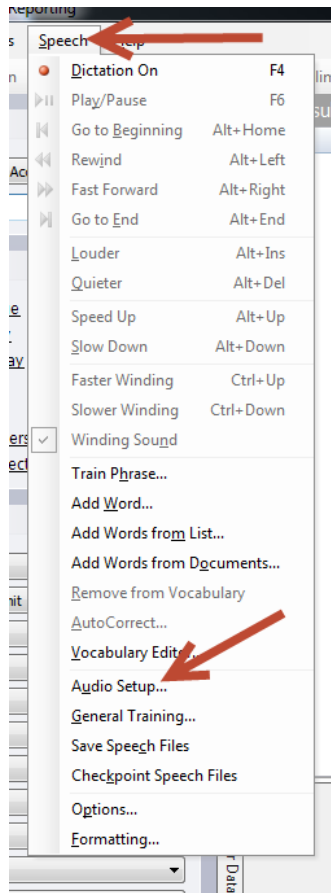 Reporting
s Speech Help
n
Dictation On F4
Play/Pause F6
Go to Beginning Alt+Home
Rewind Alt+Left
Fast Forward Alt+Right
Go to End Alt+End
Louder Alt+Ins
Quieter Alt+Del
Speed Up Alt+Up
Slow Down Alt+Down
Faster Winding Ctrl+Up
Slower Winding Ctrl+Down
Winding Sound
Train Phrase...
Add Word...
Add Words from List...
Add Words from Documents...
Remove from Vocabulary
AutoCorrect...
Vocabulary Editor...
Audio Setup...
General Training...
Save Speech Files
Checkpoint Speech Files
Options...
Formatting...